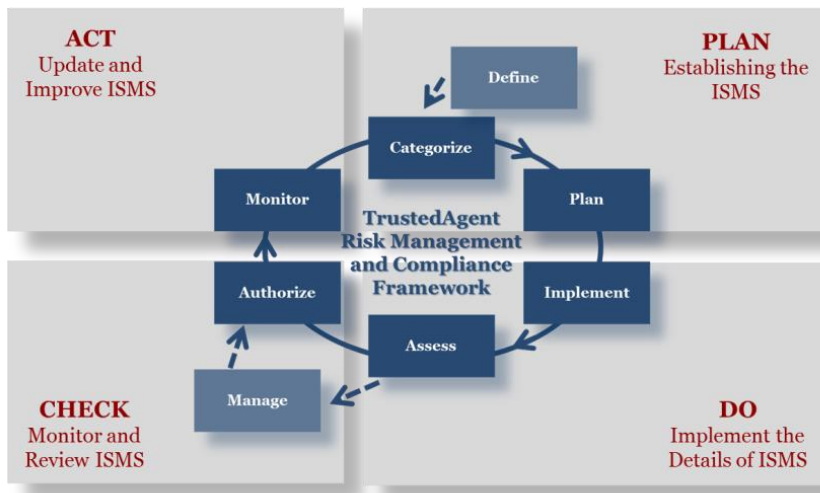 ACT
Update and
Improve ISMS
PLAN
Establishing the
ISMS
Define
Categorize
Monitor
Plan
TrustedAgent
Risk Management
and Compliance
Framework
Authorize
Implement
Assess
Manage
CHECK
Monitor and
Review ISMS
DO
Implement the
Details of ISMS